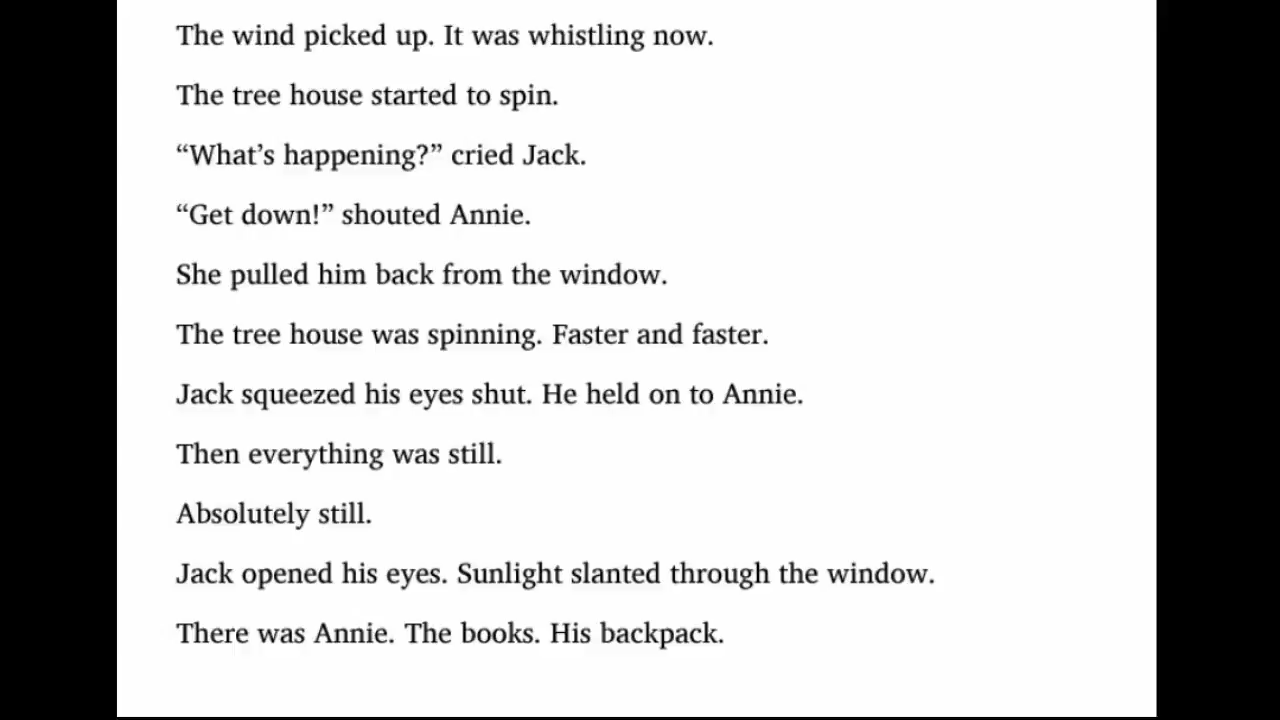 The wind picked up. It was whistling now.
The tree house started to spin.
“What’s happening?” cried Jack.
“Get down!” shouted Annie.
She pulled him back from the window.
The tree house was spinning. Faster and faster.
Jack squeezed his eyes shut. He held on to Annie.
Then everything was still.
Absolutely still.
Jack opened his eyes. Sunlight slanted through the window.
There was Annie. The books. His backpack.